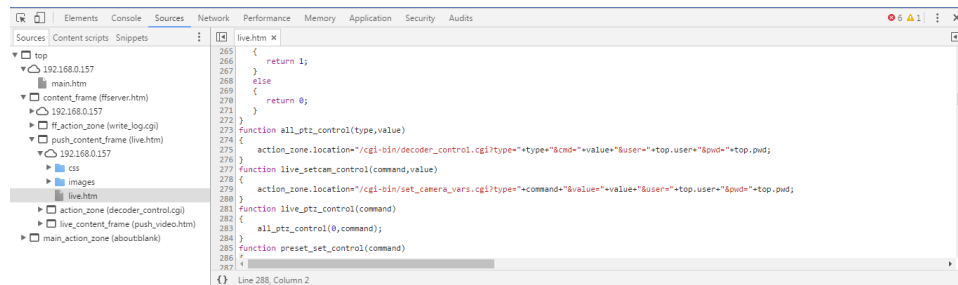 Elements Console Sources Network Performance Memory Application Security Audits 6 1
Sources Content scripts Snippets live.htm ×
top
192.168.0.157
main.htm
content_frame (ffserver.htm)
192.168.0.157
ff_action_zone (write_log.cgi)
push_content_frame (live.htm)
192.168.0.157
css
images
live.htm
action_zone (decoder_control.cgi)
live_content_frame (push_video.htm)
main_action_zone (about:blank)
265 {
266 return 1;
267 }
268 else
269 {
270 return 0;
271 }
272 }
273 function all_ptz_control(type,value)
274 {
275 action_zone.location="/cgi-bin/decoder_control.cgi?type="+type+"&cmd="+value+"&user="+top.user+"&pwd="+top.pwd;
276 }
277 function live_setcam_control(command,value)
278 {
279 action_zone.location="/cgi-bin/set_camera_vars.cgi?type="+command+"&value="+value+"&user="+top.user+"&pwd="+top.pwd;
280 }
281 function live_ptz_control(command)
282 {
283 all_ptz_control(0,command);
284 }
285 function preset_set_control(command)
286 {
287
{} Line 288, Column 2